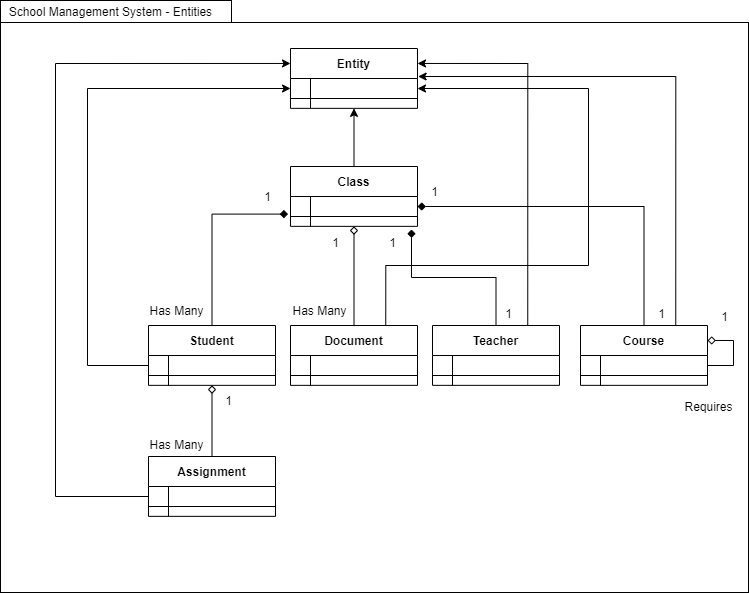 School Management System - Entities
Entity
Class
1
1
1
1
Has Many
Has Many
1
1
1
Student
Document
Teacher
Course
Requires
1
Has Many
Assignment